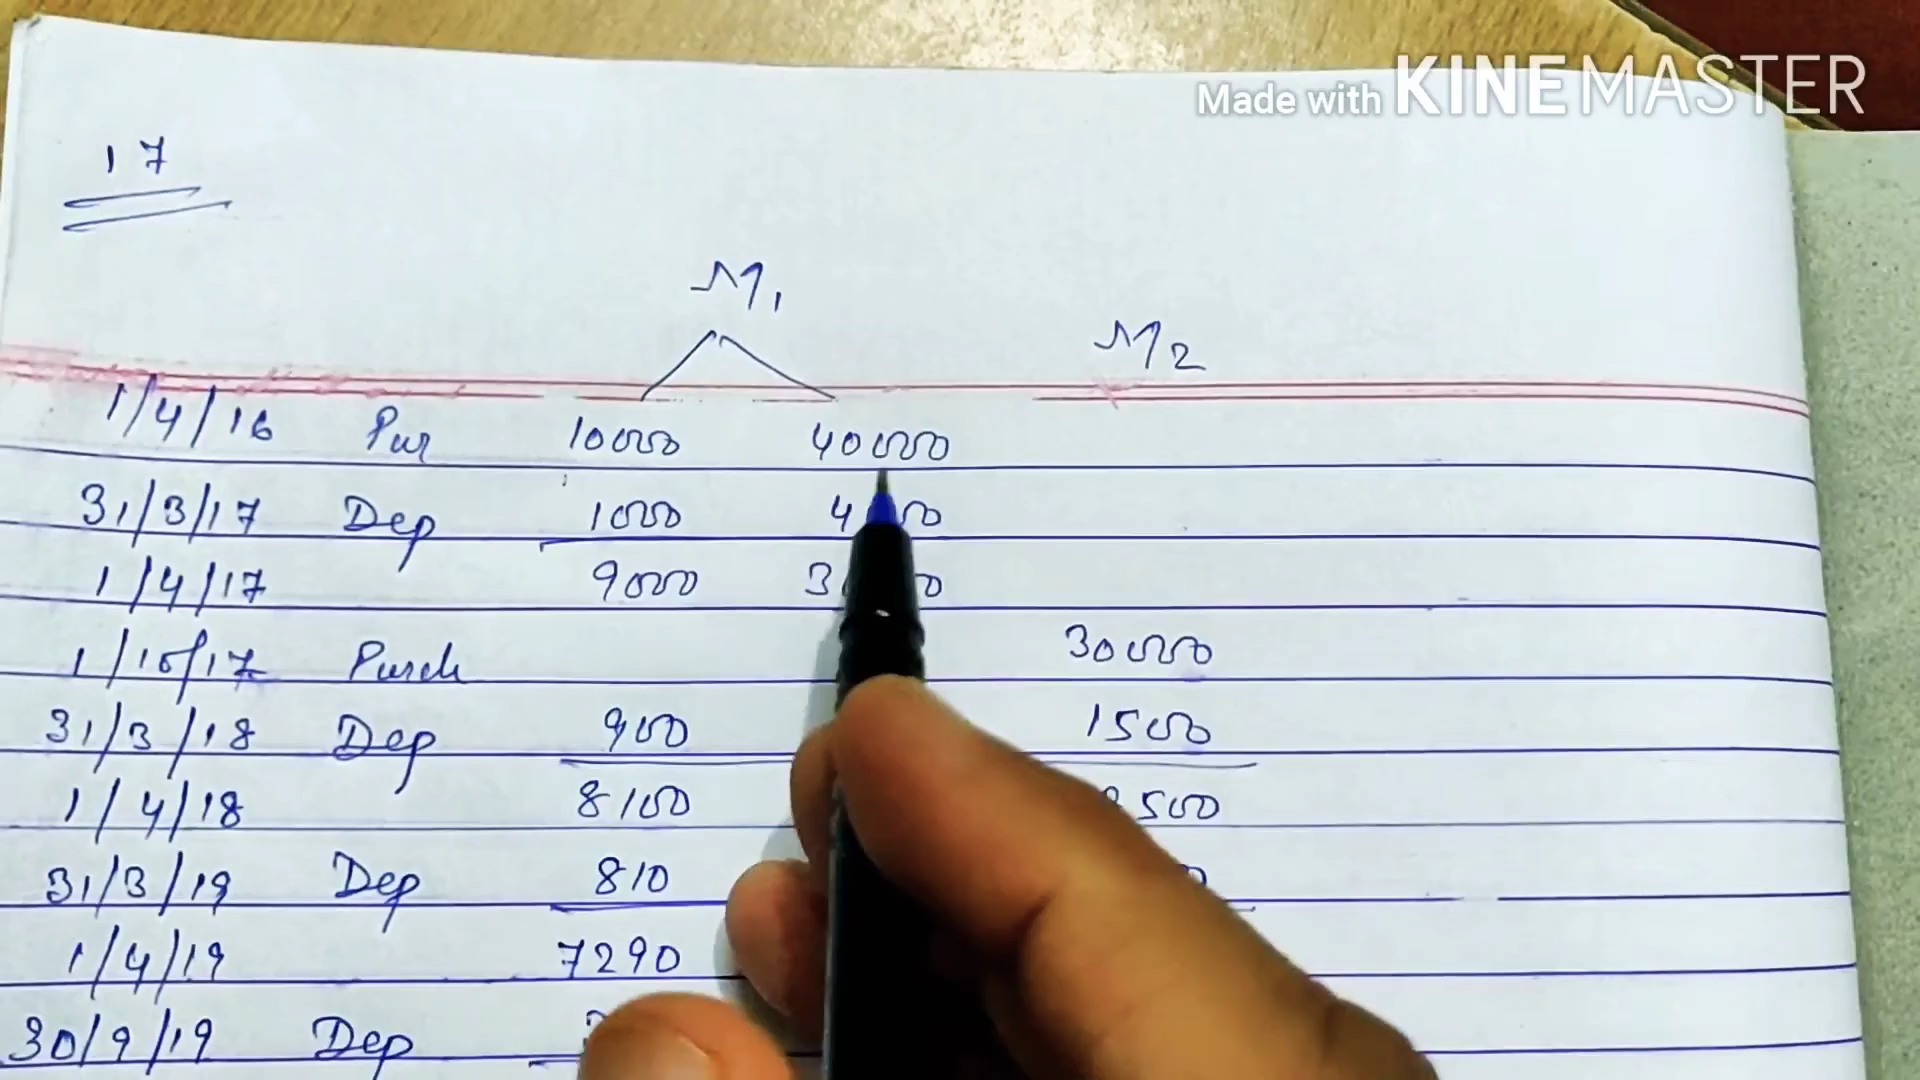 Made with KINEMASTER
17
M1
M2
1/4/16 Pur 10000 40000
31/3/17 Dep 1000
1/4/17 9000
1/10/17 Purch 30000
31/3/18 Dep 900 1500
1/4/18 8100
31/3/19 Dep 810
1/4/19 7290
30/9/19 Dep